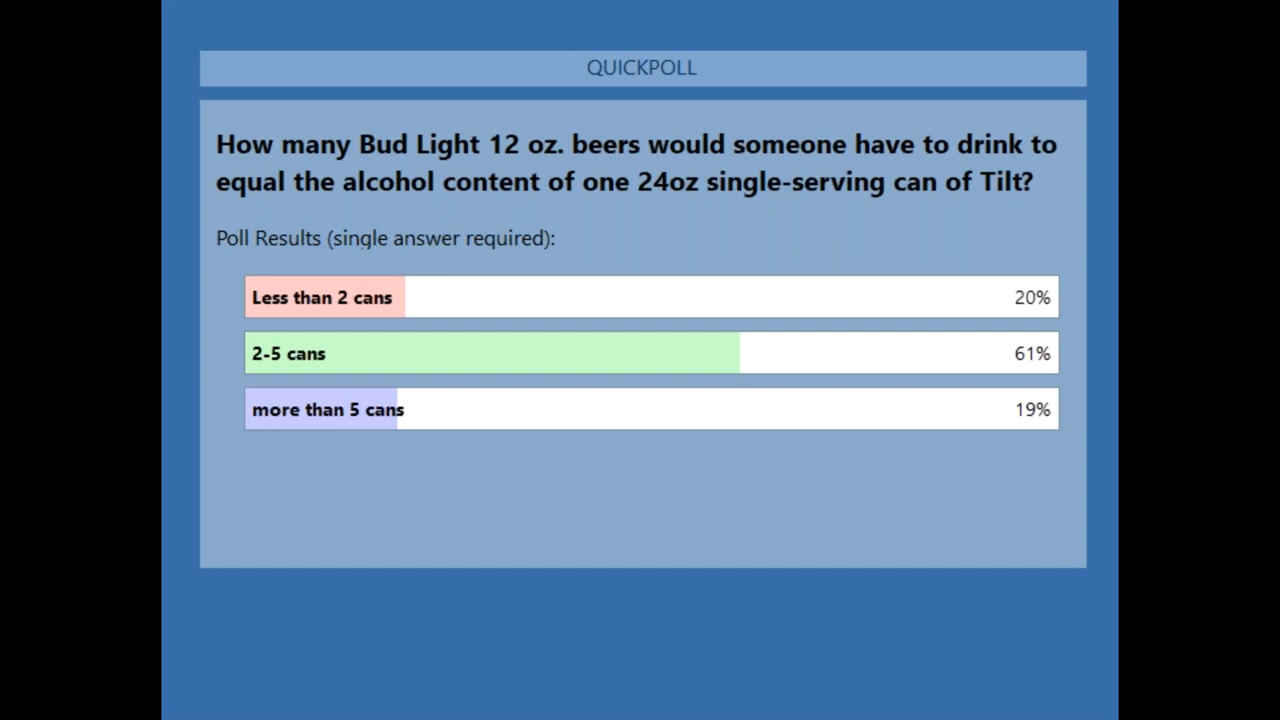 QUICKPOLL
How many Bud Light 12 oz. beers would someone have to drink to
equal the alcohol content of one 24oz single-serving can of Tilt?
Poll Results (single answer required):
Less than 2 cans 20%
2-5 cans 61%
more than 5 cans 19%